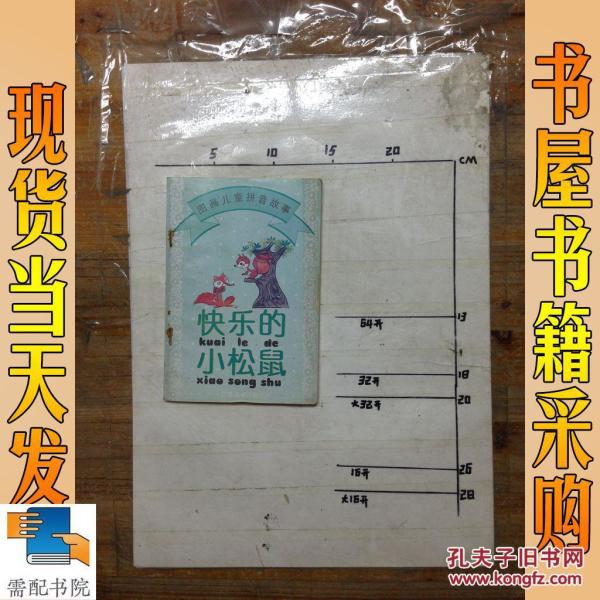 现货当天发
书屋书籍采购
5 10 15 20 CM
图画儿童拼音故事
快乐的
kuai le de
小松鼠
xiao song shu
64开 13
32开 18
大32开 20
16开 26
大16开 28
需配书院
孔夫子旧书网
www.kongfz.com